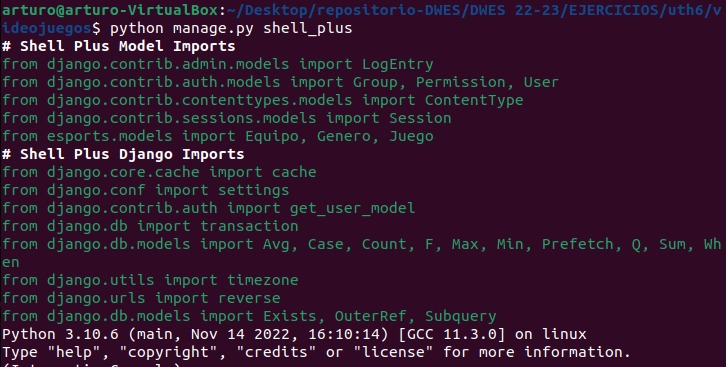 arturo@arturo-VirtualBox:~/Desktop/repositorio-DWES/DWES 22-23/EJERCICIOS/uth6/v
ideojuegos$ python manage.py shell_plus
# Shell Plus Model Imports
from django.contrib.admin.models import LogEntry
from django.contrib.auth.models import Group, Permission, User
from django.contrib.contenttypes.models import ContentType
from django.contrib.sessions.models import Session
from esports.models import Equipo, Genero, Juego
# Shell Plus Django Imports
from django.core.cache import cache
from django.conf import settings
from django.contrib.auth import get_user_model
from django.db import transaction
from django.db.models import Avg, Case, Count, F, Max, Min, Prefetch, Q, Sum, Wh
en
from django.utils import timezone
from django.urls import reverse
from django.db.models import Exists, OuterRef, Subquery
Python 3.10.6 (main, Nov 14 2022, 16:10:14) [GCC 11.3.0] on linux
Type "help", "copyright", "credits" or "license" for more information.